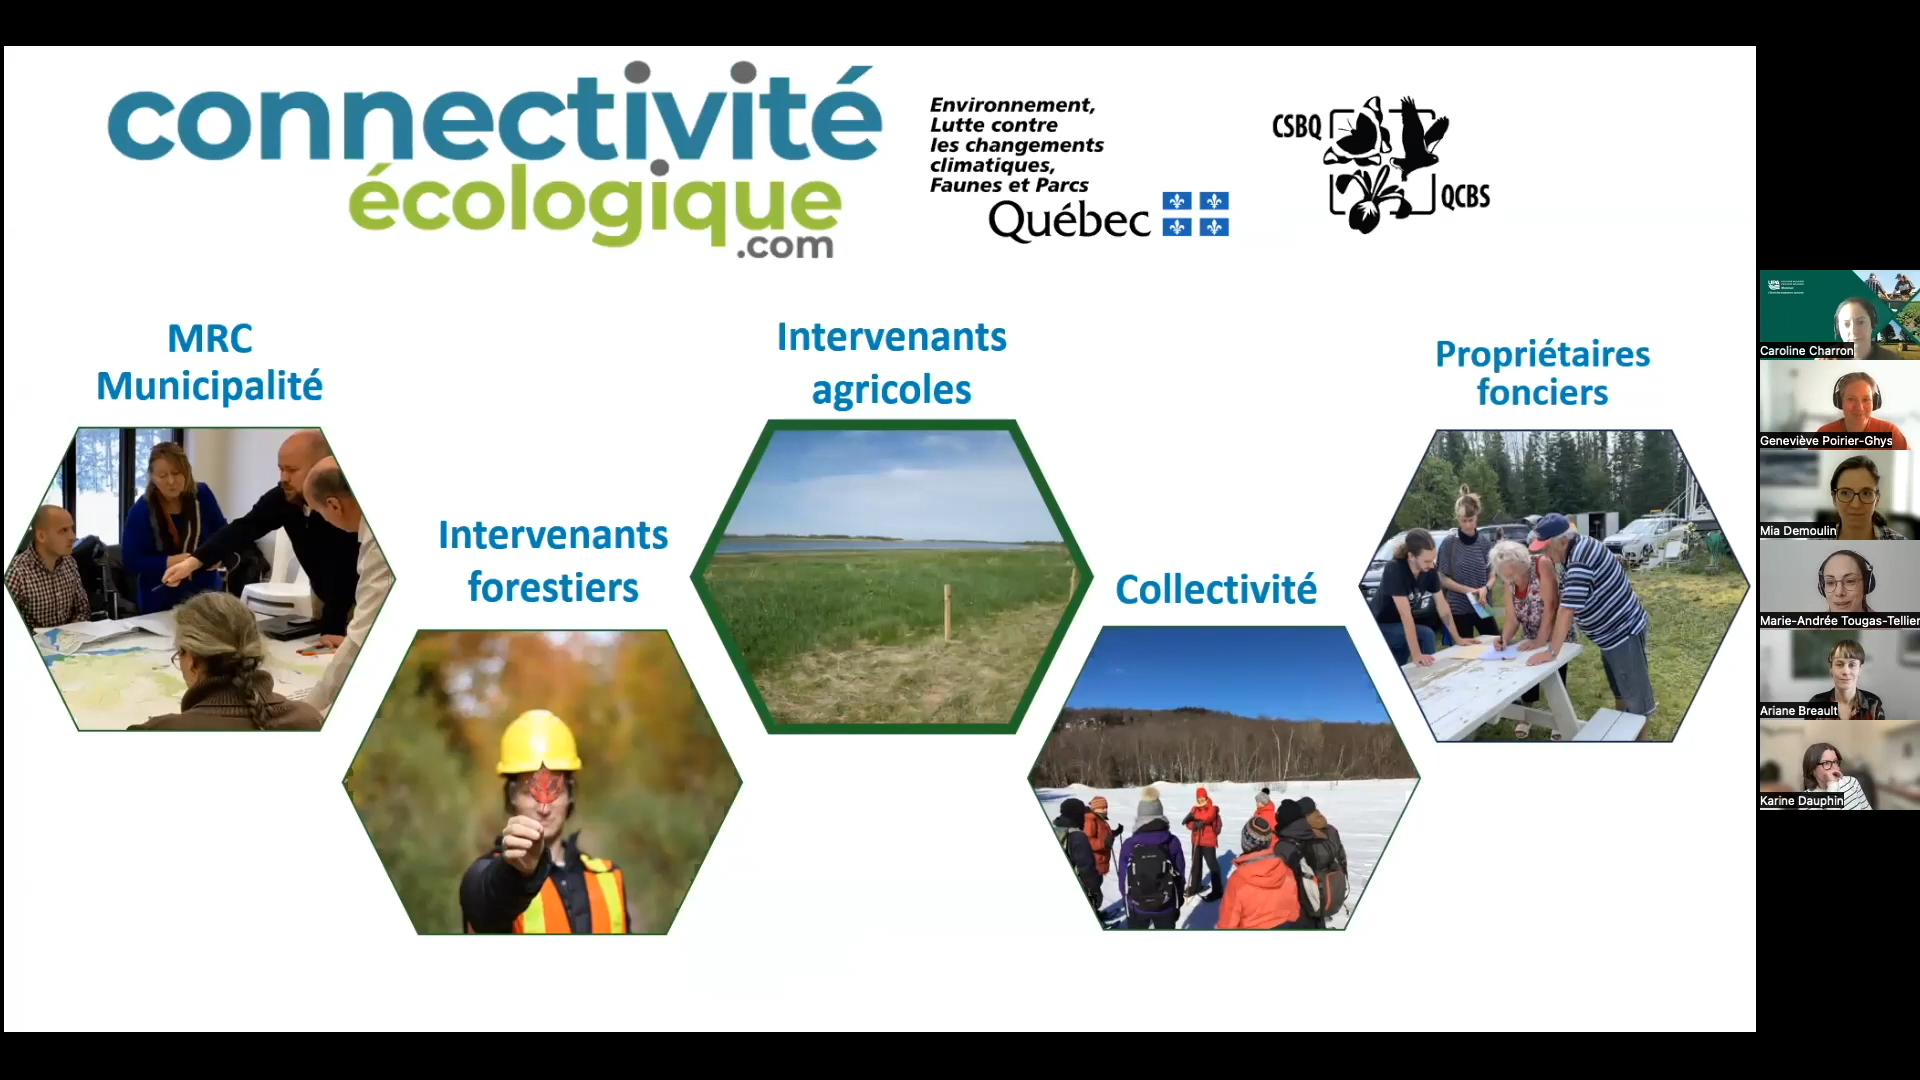 connectivité
écologique
.com
Environnement,
Lutte contre
les changements
climatiques,
Faunes et Parcs
Québec
CSBQ
QCBS
MRC
Municipalité
Intervenants
forestiers
Intervenants
agricoles
Collectivité
Propriétaires
fonciers
UPA
Caroline Charron
Geneviève Poirier-Ghys
Mia Demoulin
Marie-Andrée Tougas-Tellier
Ariane Breault
Karine Dauphin